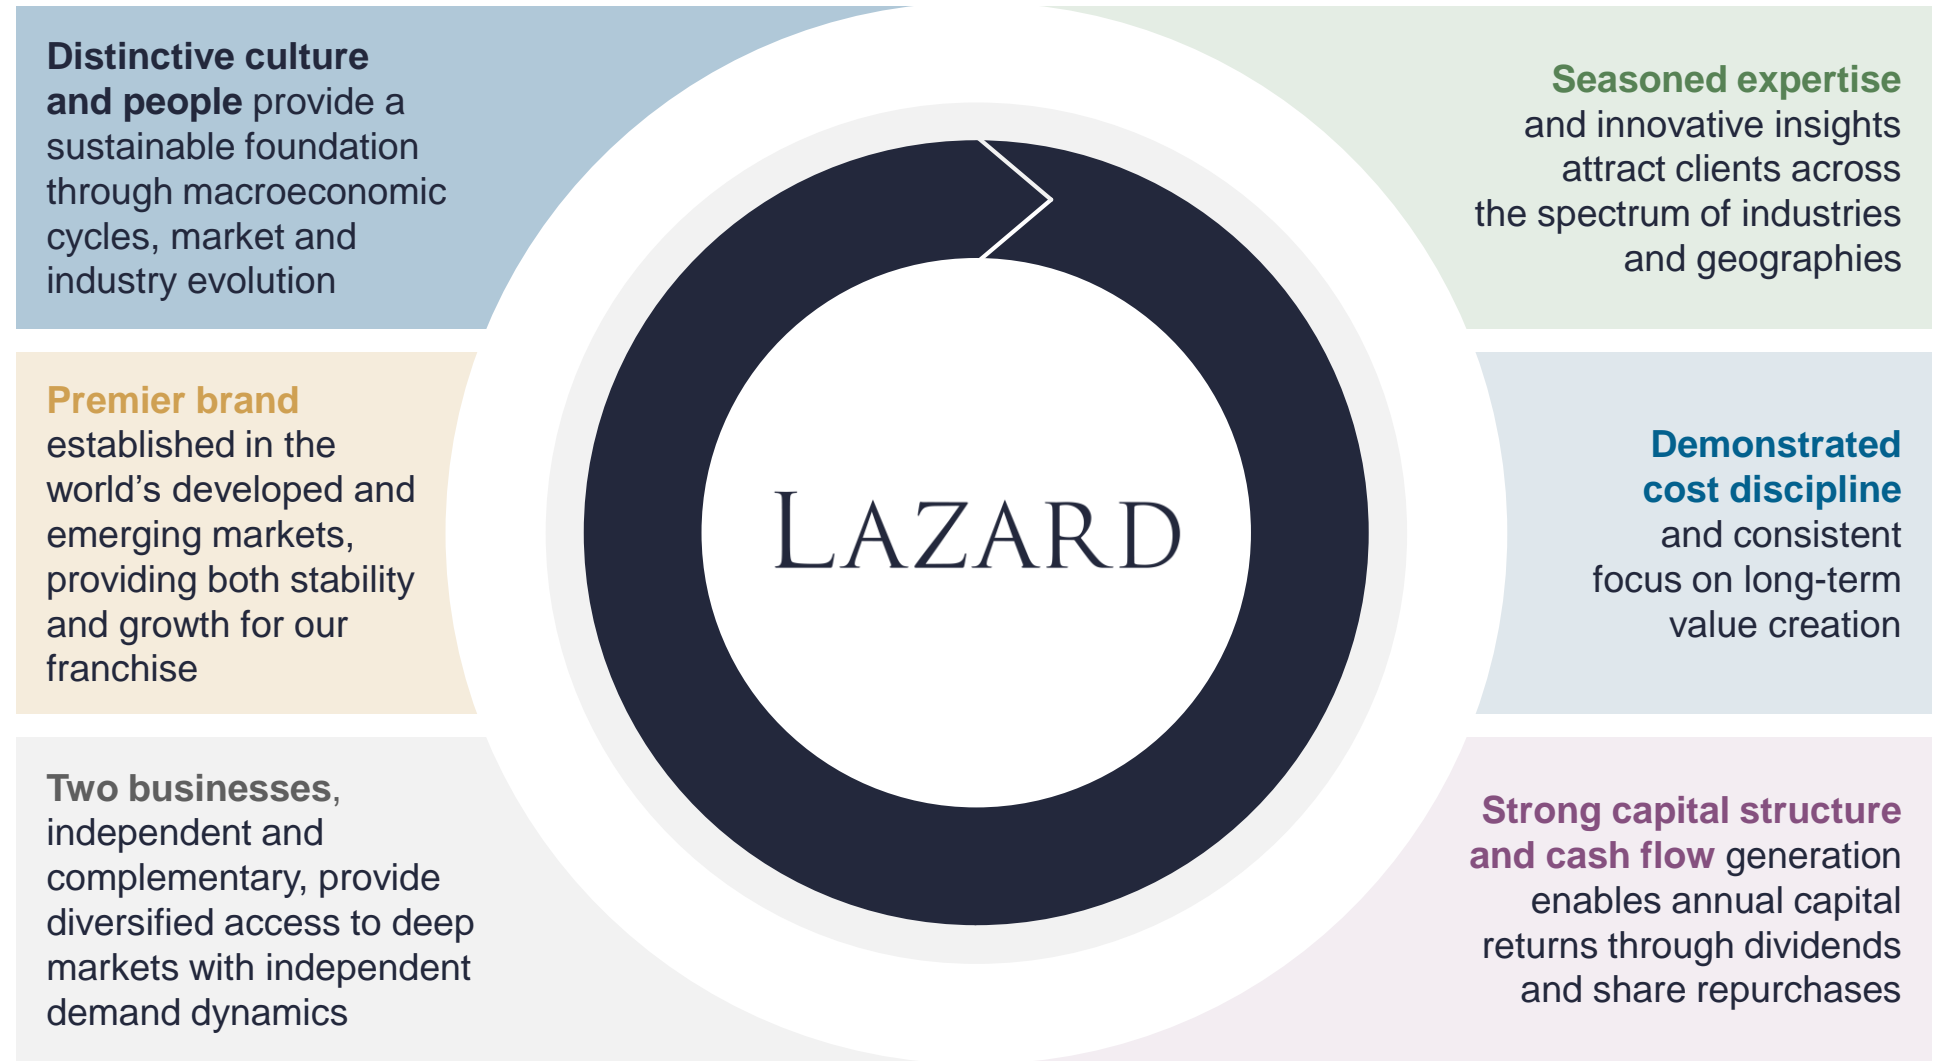 Distinctive culture
and people provide a
sustainable foundation
through macroeconomic
cycles, market and
industry evolution
Premier brand
established in the
world’s developed and
emerging markets,
providing both stability
and growth for our
franchise
Two businesses,
independent and
complementary, provide
diversified access to deep
markets with independent
demand dynamics
LAZARD
Seasoned expertise
and innovative insights
attract clients across
the spectrum of industries
and geographies
Demonstrated
cost discipline
and consistent
focus on long-term
value creation
Strong capital structure
and cash flow generation
enables annual capital
returns through dividends
and share repurchases